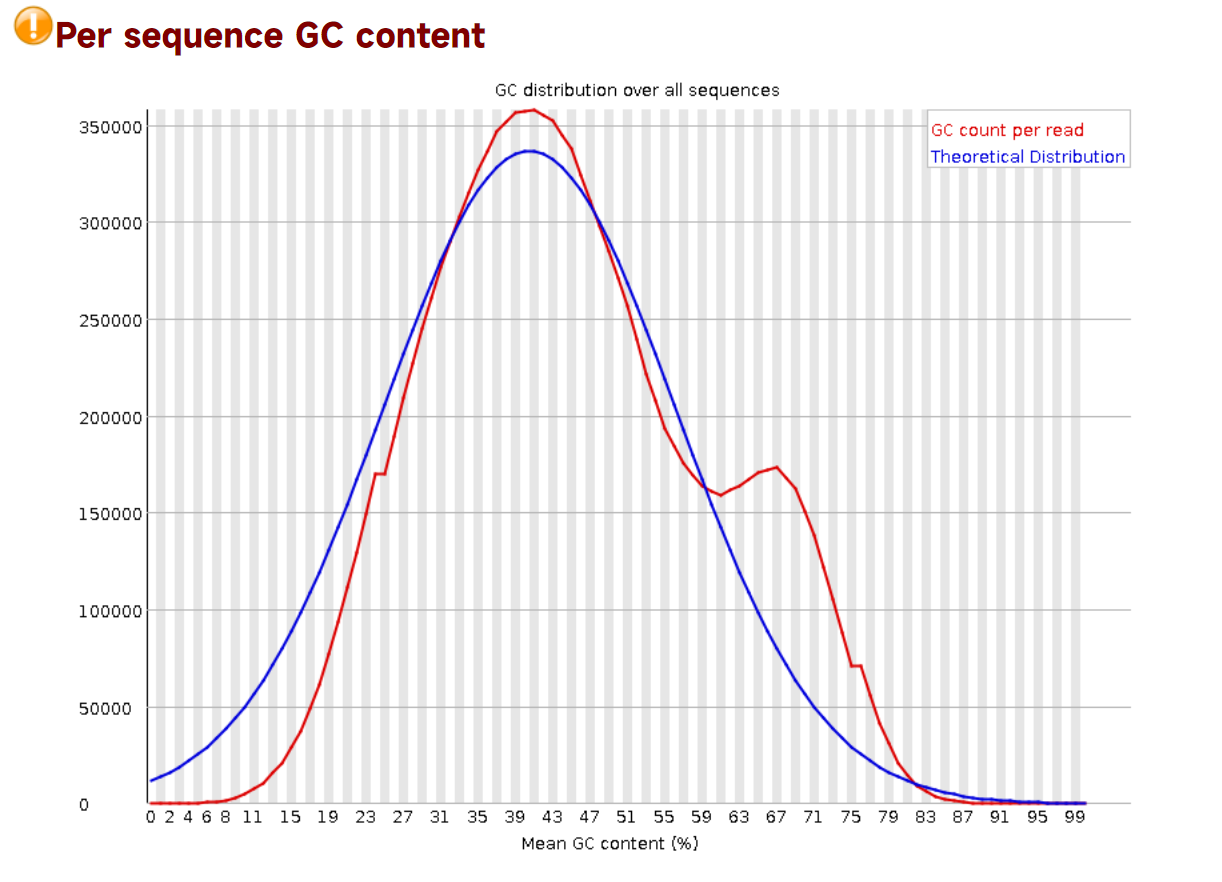 Per sequence GC content
GC distribution over all sequences
GC count per read
Theoretical Distribution
350000
300000
250000
200000
150000
100000
50000
0
0 2 4 6 8 11 15 19 23 27 31 35 39 43 47 51 55 59 63 67 71 75 79 83 87 91 95 99
Mean GC content (%)